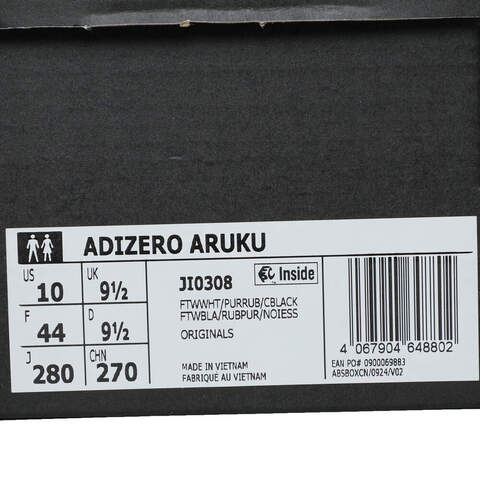 ADIZERO ARUKU
US 10 UK 9½
F 44 D 9½
J 280 CHN 270
JI0308
Inside
FTWWHT/PURRUB/CBLACK
FTWBLA/RUBPUR/NOIESS
ORIGINALS
MADE IN VIETNAM
FABRIQUÉ AU VIETNAM
4 067904 648802
EAN PO# 0900069883
ABSBOXCN/0924/V02